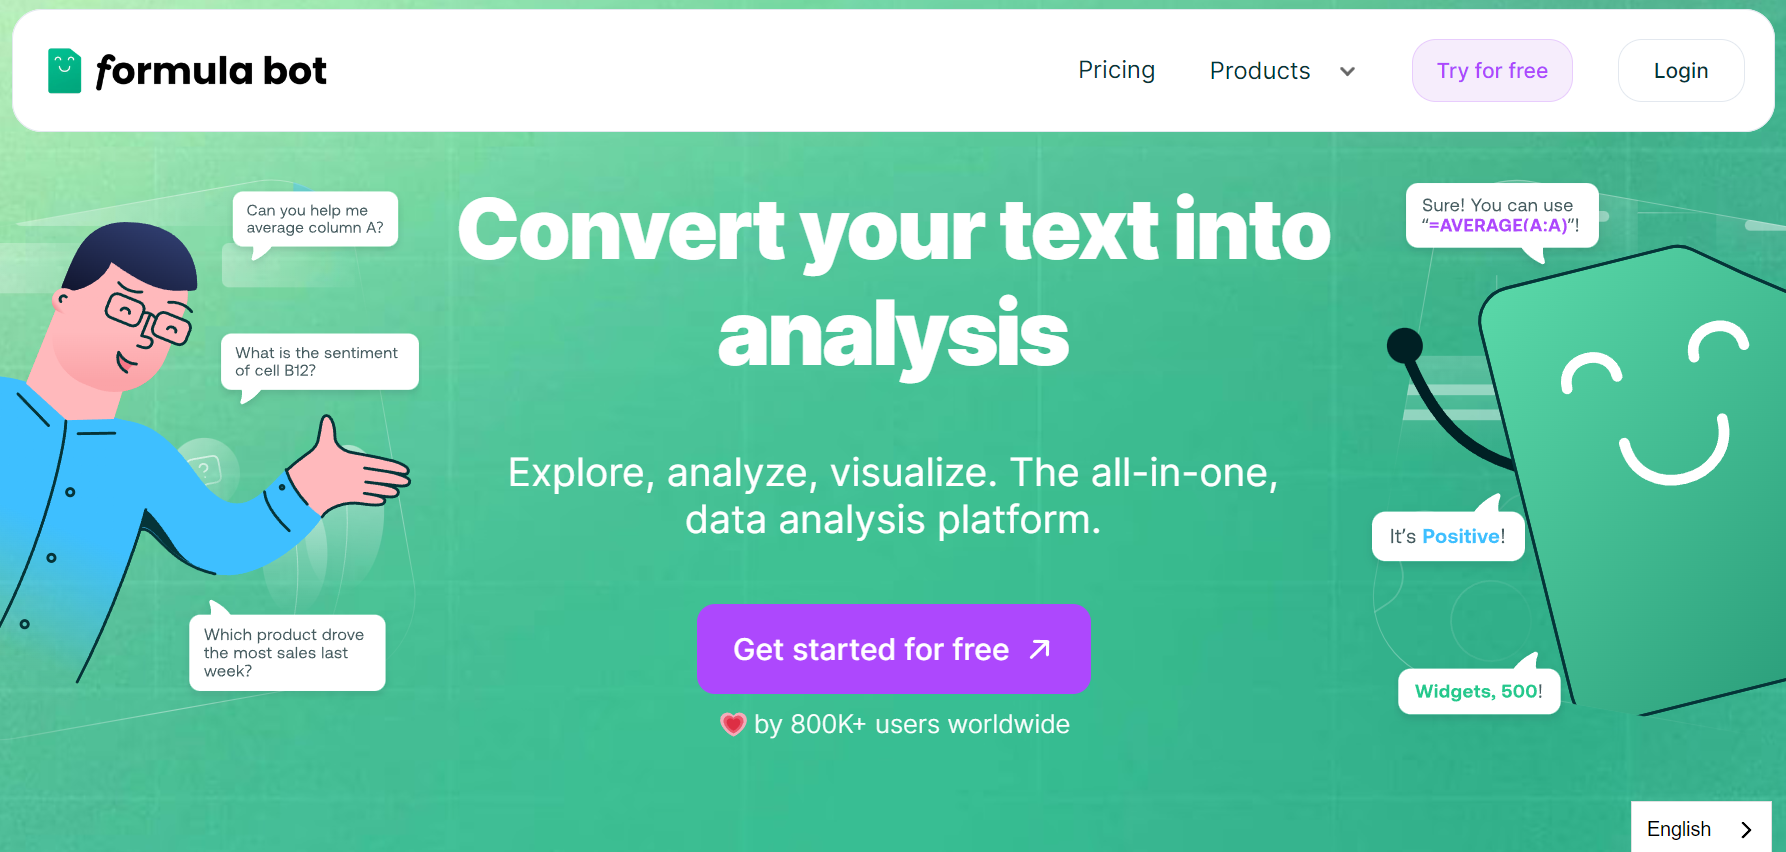 formula bot
Pricing
Products
Try for free
Login
Can you help me
average column A?
What is the sentiment
of cell B12?
Which product drove
the most sales last
week?
Convert your text into
analysis
Explore, analyze, visualize. The all-in-one,
data analysis platform.
Get started for free
by 800K+ users worldwide
Sure! You can use
“=AVERAGE(A:A)”!
It’s Positive!
Widgets, 500!
?
English